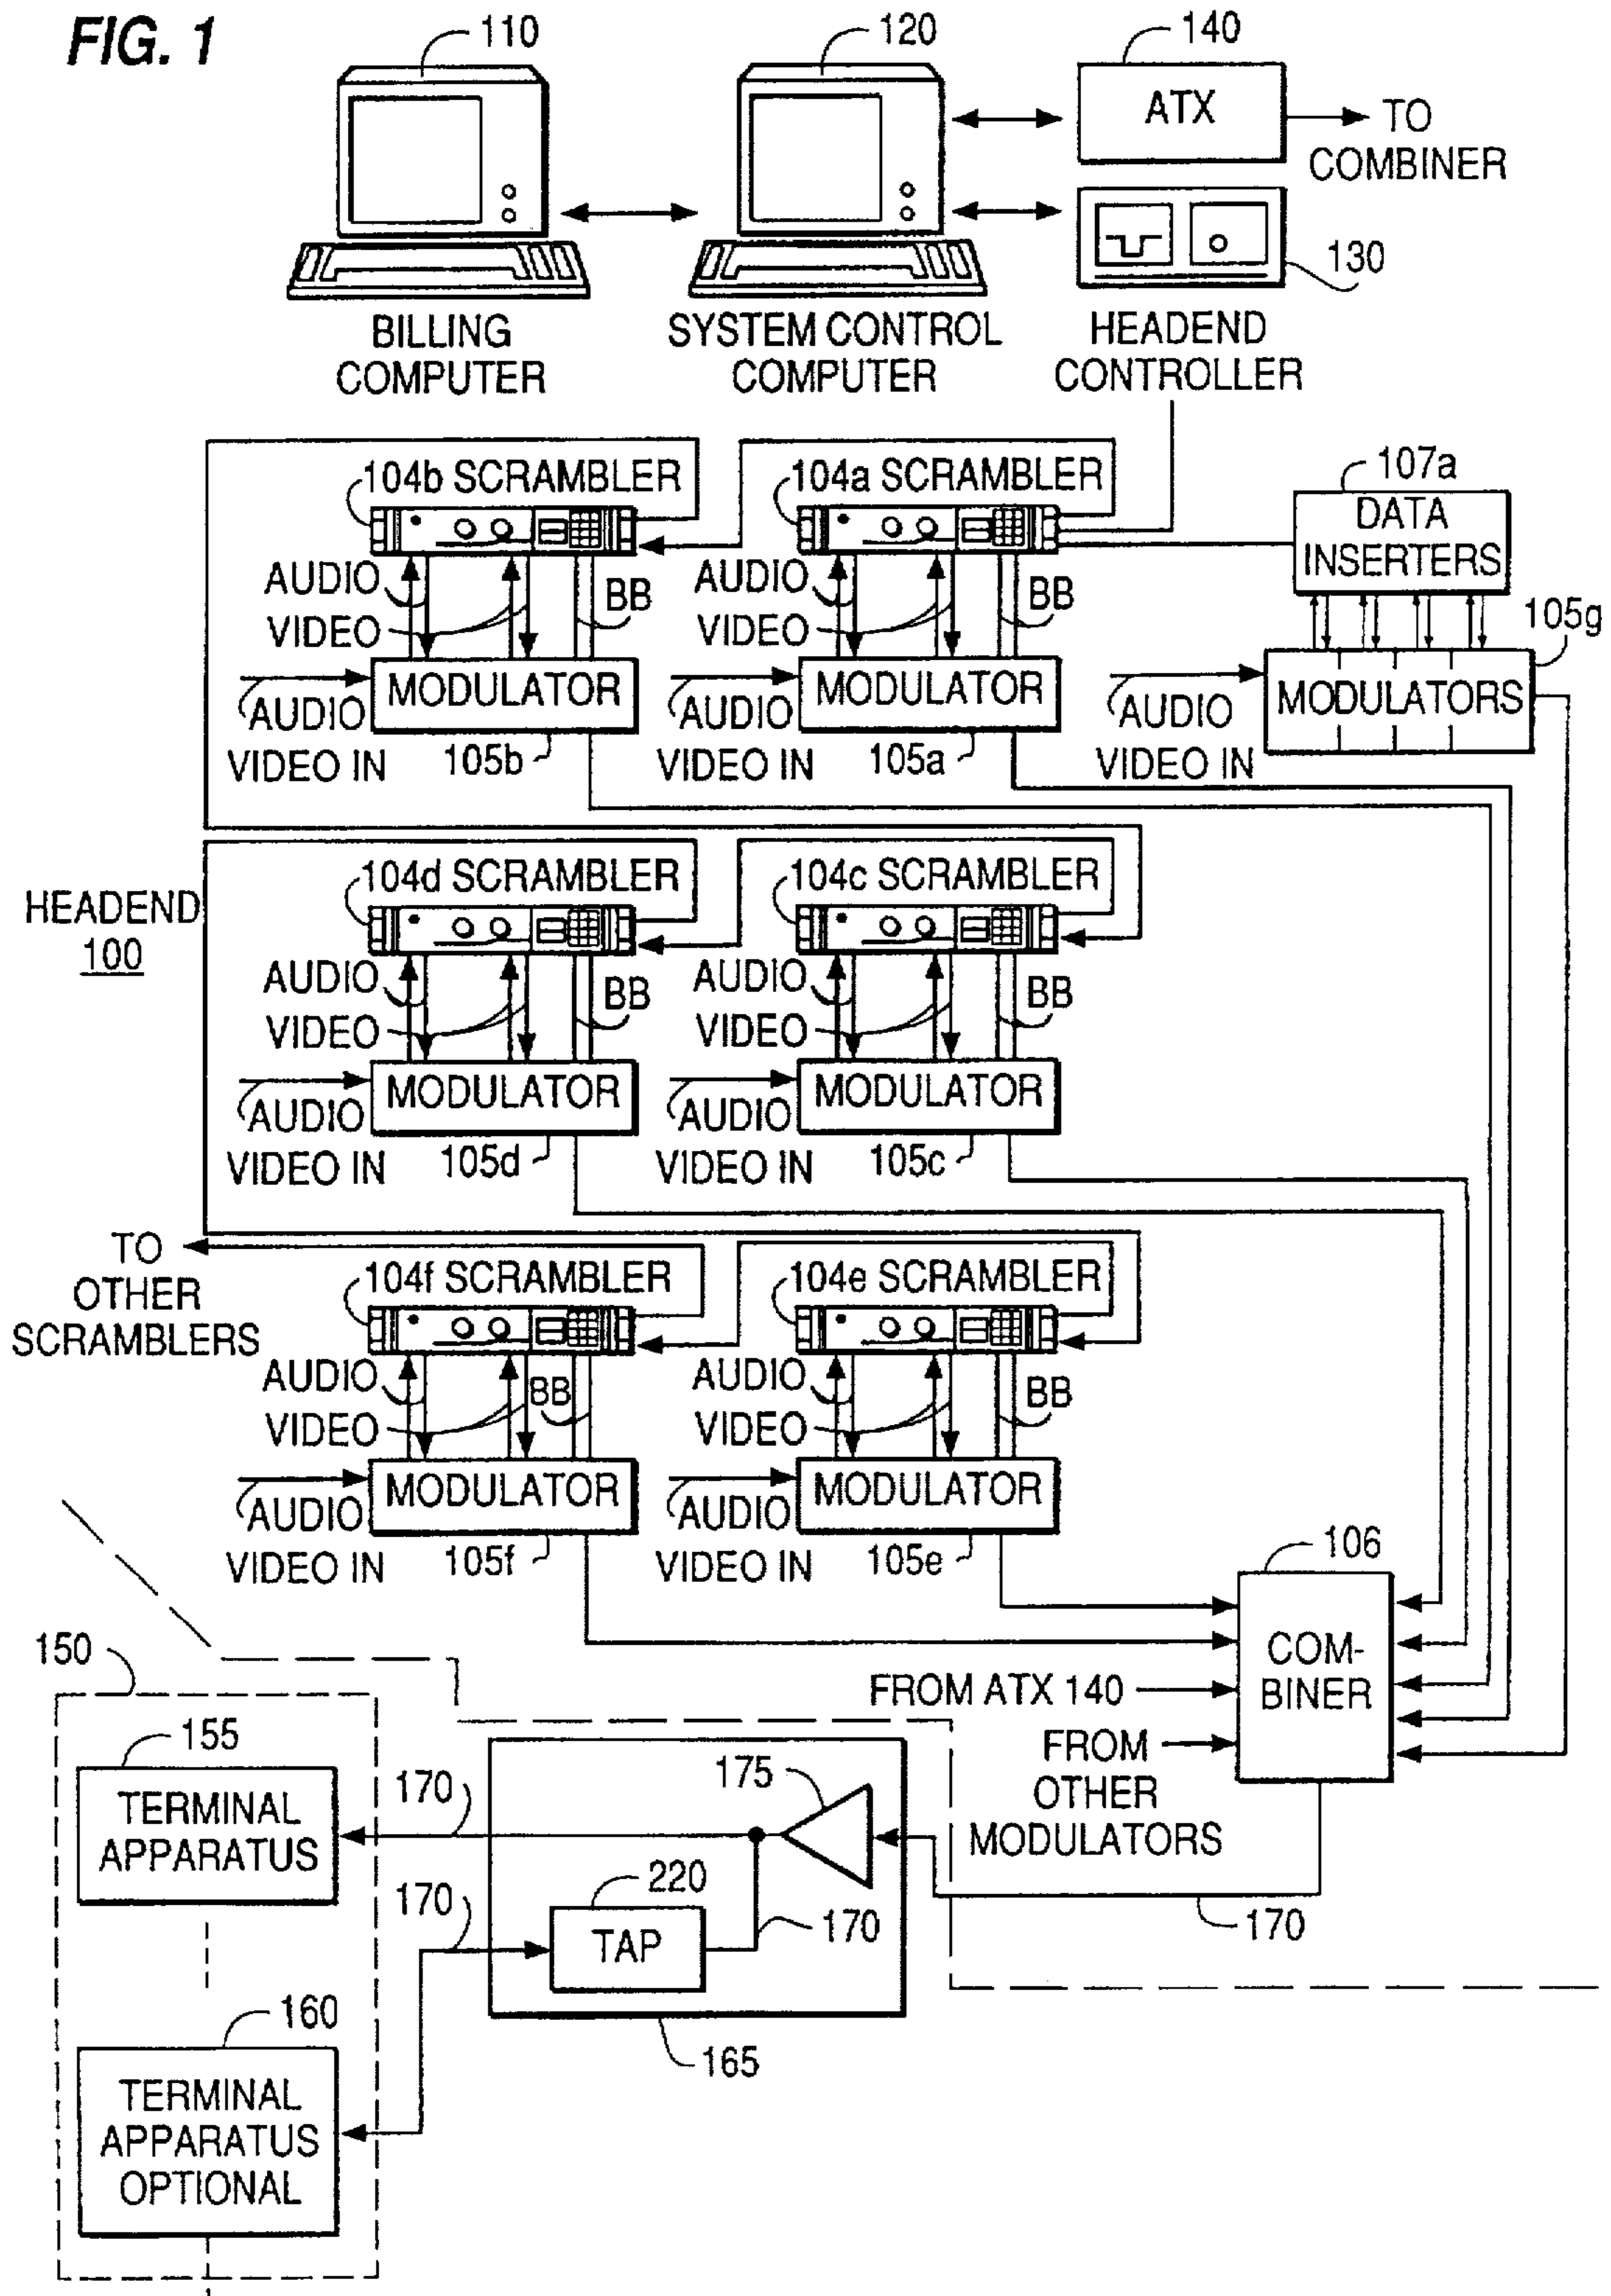 FIG. 1
110
120
140
ATX
TO
COMBINER
130
BILLING
COMPUTER
SYSTEM CONTROL
COMPUTER
HEADEND
CONTROLLER
104b SCRAMBLER
104a SCRAMBLER
107a
DATA
INSERTERS
AUDIO
BB
VIDEO
AUDIO
BB
VIDEO
105g
MODULATOR
MODULATOR
MODULATORS
AUDIO
VIDEO IN
105b
AUDIO
VIDEO IN
105a
AUDIO
VIDEO IN
HEADEND
100
104d SCRAMBLER
104c SCRAMBLER
AUDIO
BB
VIDEO
AUDIO
BB
VIDEO
MODULATOR
MODULATOR
AUDIO
VIDEO IN
105d
AUDIO
VIDEO IN
105c
TO
OTHER
SCRAMBLERS
104f SCRAMBLER
104e SCRAMBLER
AUDIO
BB
VIDEO
AUDIO
BB
VIDEO
MODULATOR
MODULATOR
AUDIO
VIDEO IN
105f
AUDIO
VIDEO IN
105e
106
COM-
BINER
FROM ATX 140
FROM
OTHER
MODULATORS
150
155
TERMINAL
APPARATUS
170
175
170
220
TAP
170
170
160
TERMINAL
APPARATUS
OPTIONAL
165